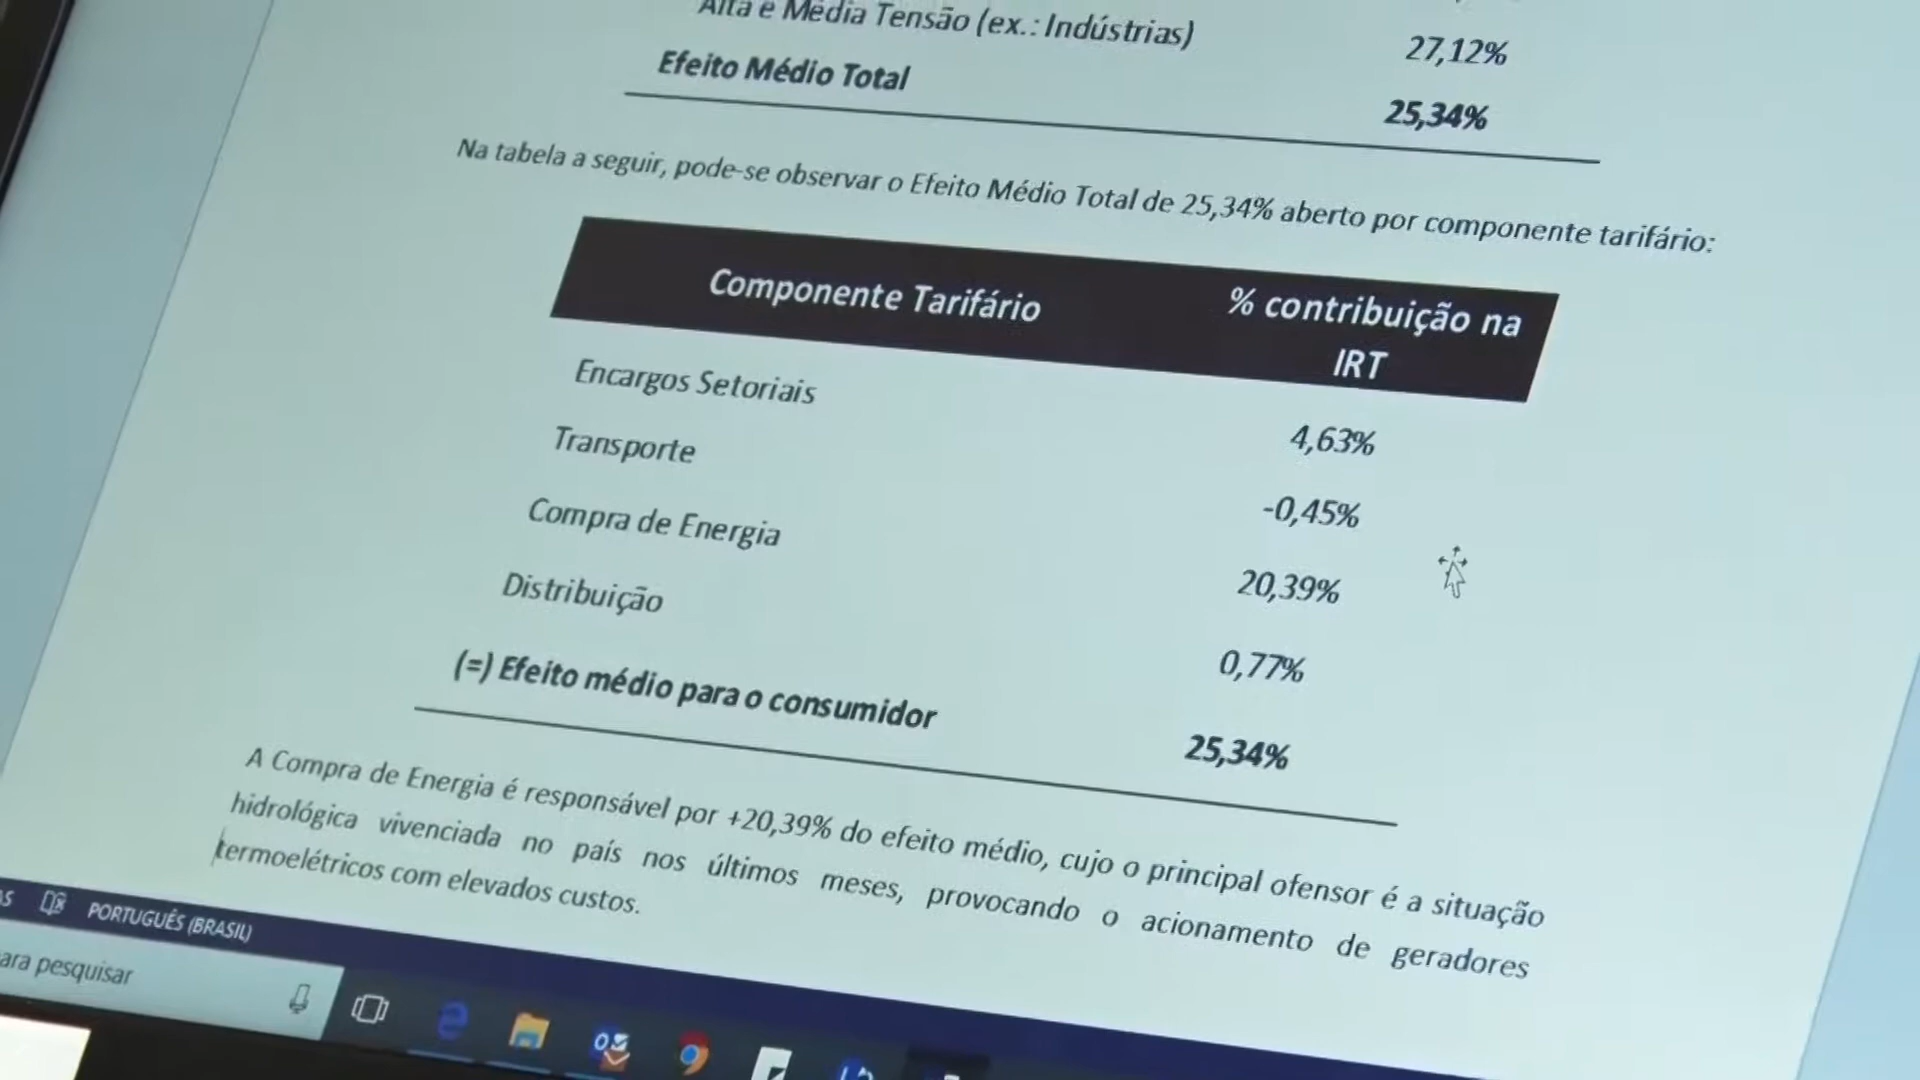 Alta e Média Tensão (ex.: Indústrias) 27,12%
Efeito Médio Total 25,34%
Na tabela a seguir, pode-se observar o Efeito Médio Total de 25,34% aberto por componente tarifário:
Componente Tarifário % contribuição na
IRT
Encargos Setoriais 4,63%
Transporte -0,45%
Compra de Energia 20,39%
Distribuição 0,77%
(=) Efeito médio para o consumidor 25,34%
A Compra de Energia é responsável por +20,39% do efeito médio, cujo o principal ofensor é a situação
hidrológica vivenciada no país nos últimos meses, provocando o acionamento de geradores
termoelétricos com elevados custos.
PORTUGUÊS (BRASIL)
pesquisar